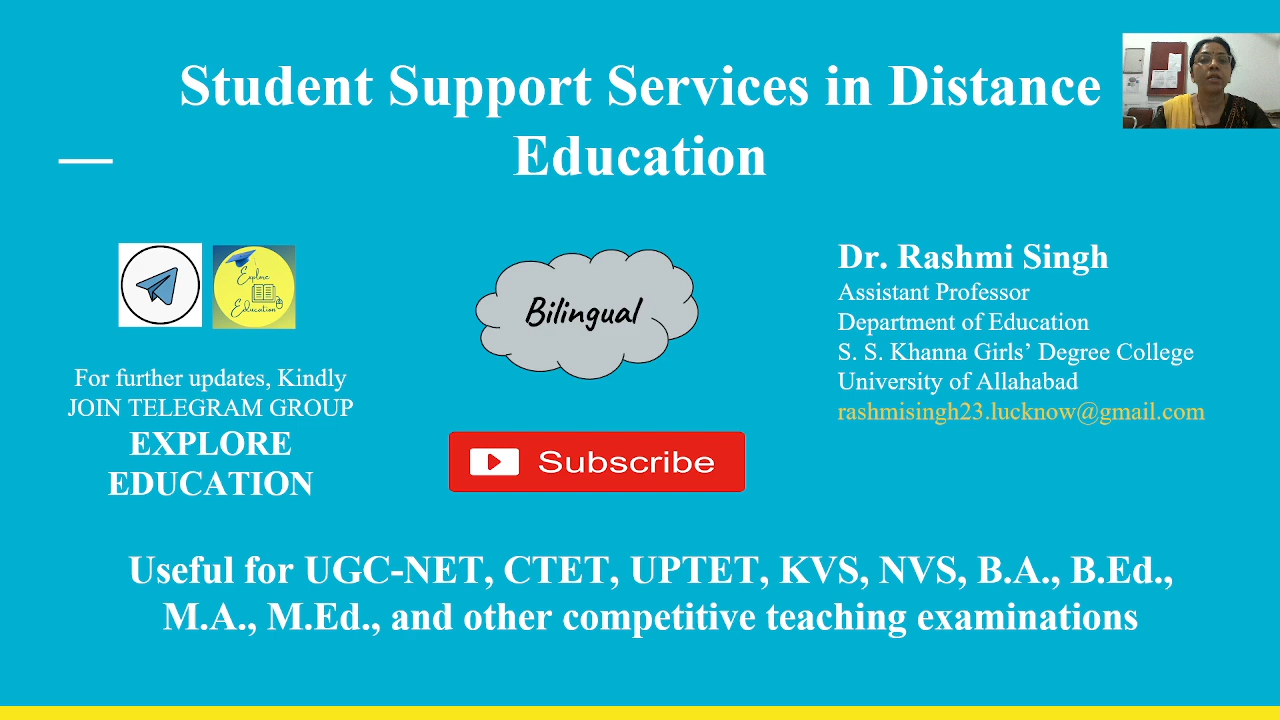 Student Support Services in Distance
Education
Explore
Education
For further updates, Kindly
JOIN TELEGRAM GROUP
EXPLORE
EDUCATION
Bilingual
Subscribe
Dr. Rashmi Singh
Assistant Professor
Department of Education
S. S. Khanna Girls’ Degree College
University of Allahabad
rashmisingh23.lucknow@gmail.com
Useful for UGC-NET, CTET, UPTET, KVS, NVS, B.A., B.Ed.,
M.A., M.Ed., and other competitive teaching examinations